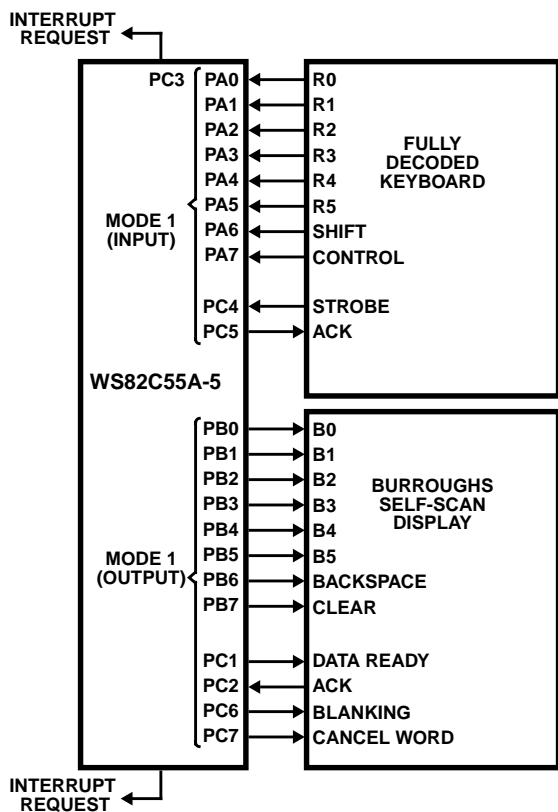 INTERRUPT
REQUEST
PC3 PA0 R0
PA1 R1
PA2 R2
PA3 R3
PA4 R4
PA5 R5
PA6 SHIFT
PA7 CONTROL
MODE 1
(INPUT)
FULLY
DECODED
KEYBOARD
PC4 STROBE
PC5 ACK
WS82C55A-5
PB0 B0
PB1 B1
PB2 B2
PB3 B3
PB4 B4
PB5 B5
PB6 BACKSPACE
PB7 CLEAR
MODE 1
(OUTPUT)
BURROUGHS
SELF-SCAN
DISPLAY
PC1 DATA READY
PC2 ACK
PC6 BLANKING
PC7 CANCEL WORD
INTERRUPT
REQUEST